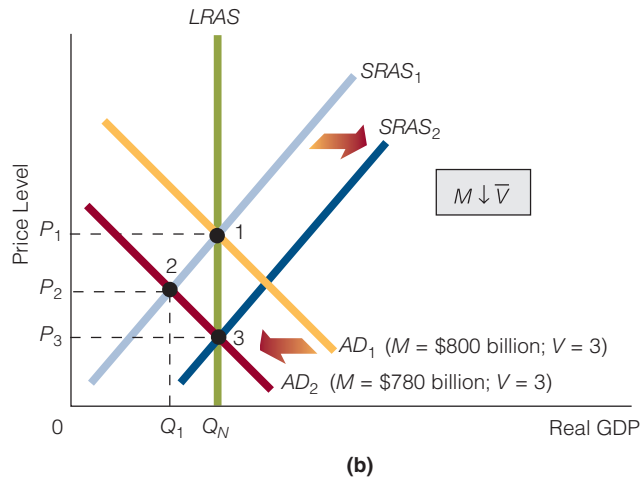 LRAS
SRAS₁
SRAS₂
M ↓ V̅
Price Level
P₁
1
2
P₂
P₃
3
AD₁ (M = $800 billion; V = 3)
AD₂ (M = $780 billion; V = 3)
0
Q₁
Q_N
Real GDP
(b)